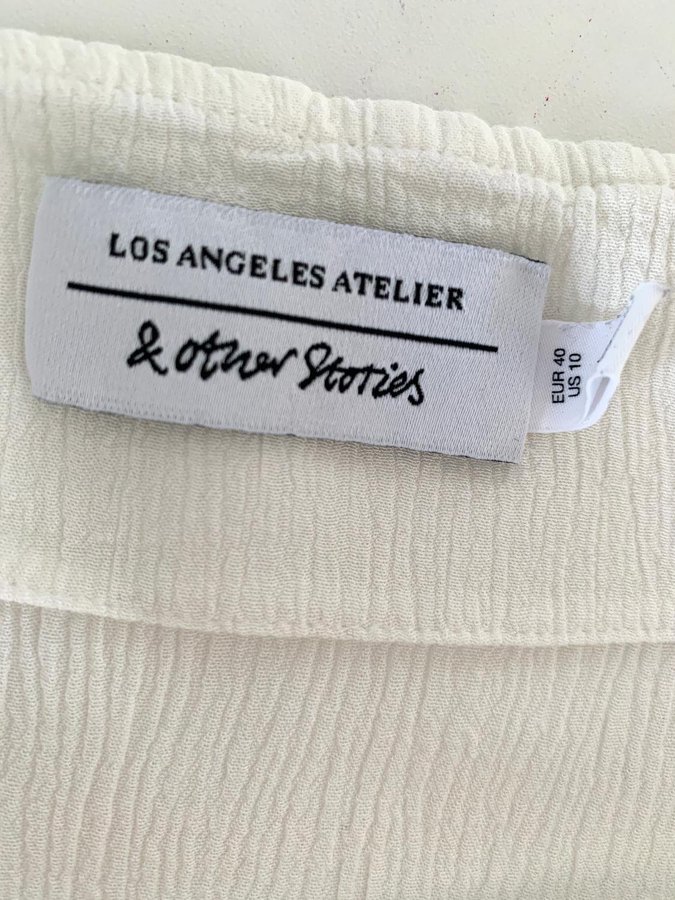 LOS ANGELES ATELIER
& other Stories
EUR 40
US 10